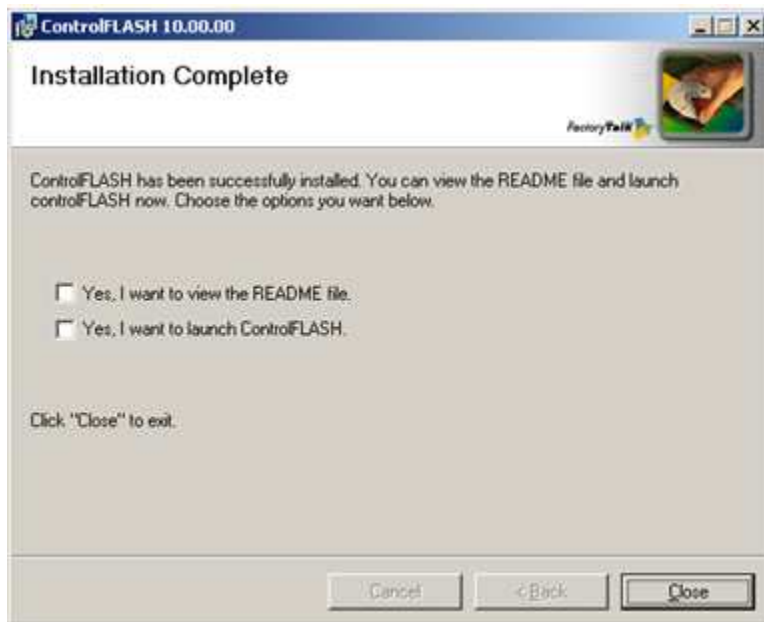 ControlFLASH 10.00.00
Installation Complete
FactoryTalk
ControlFLASH has been successfully installed. You can view the README file and launch
controlFLASH now. Choose the options you want below.
Yes, I want to view the README file.
Yes, I want to launch ControlFLASH.
Click "Close" to exit.
Cancel
< Back
Close